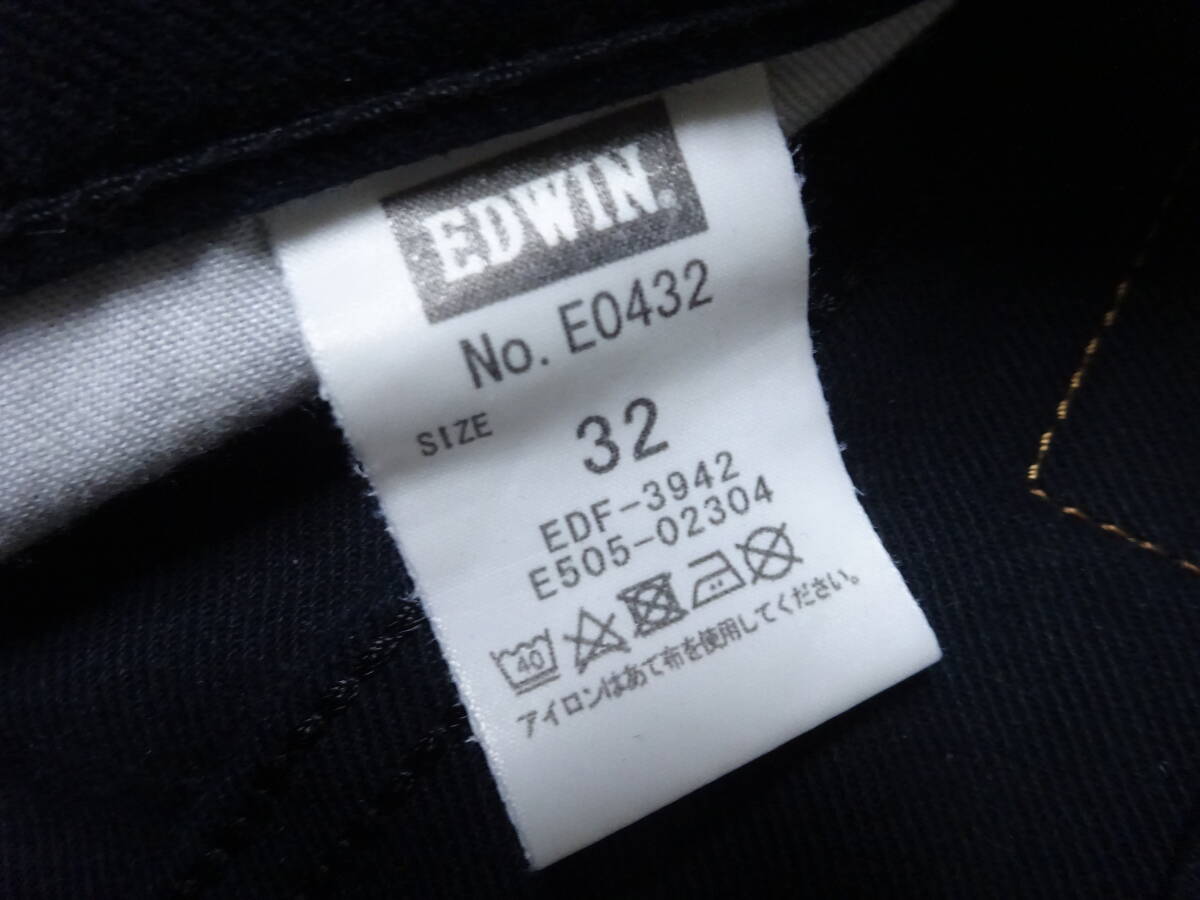 EDWIN®
No. E0432
SIZE 32
EDF-3942
E505-02304
40
アイロンはあて布を使用してください。